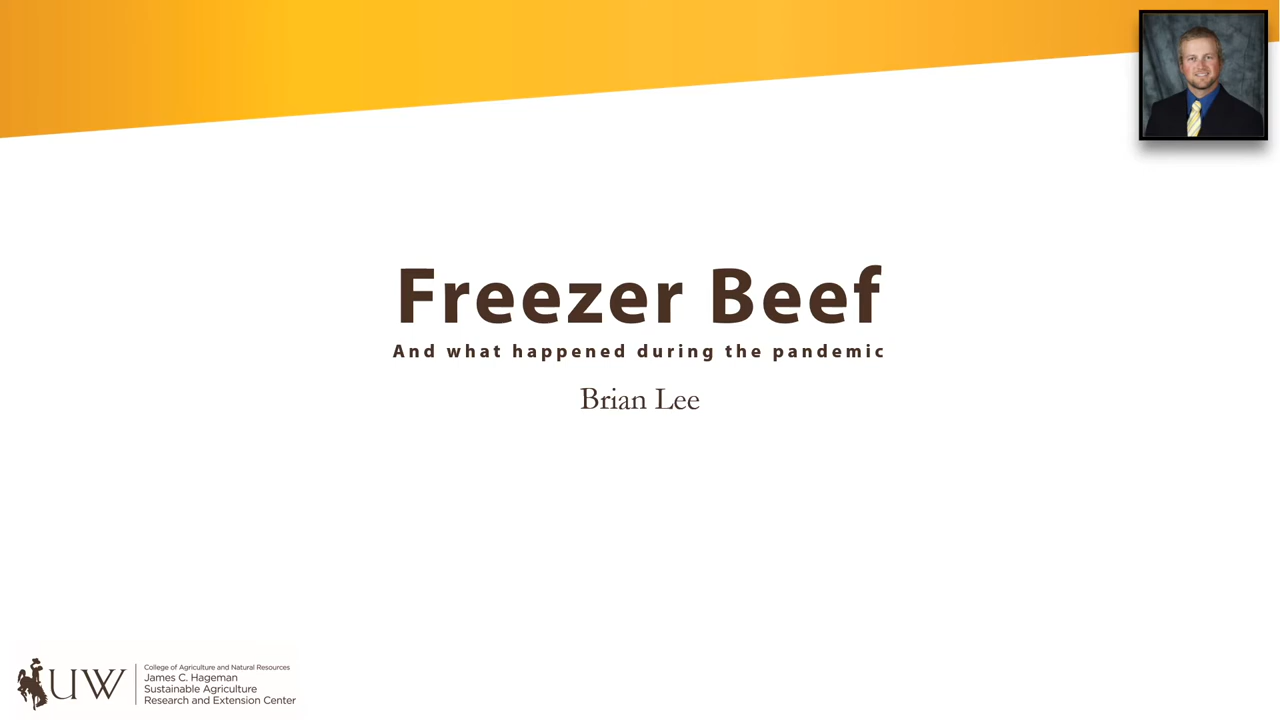 Freezer Beef
And what happened during the pandemic
Brian Lee
UW
College of Agriculture and Natural Resources
James C. Hageman
Sustainable Agriculture
Research and Extension Center